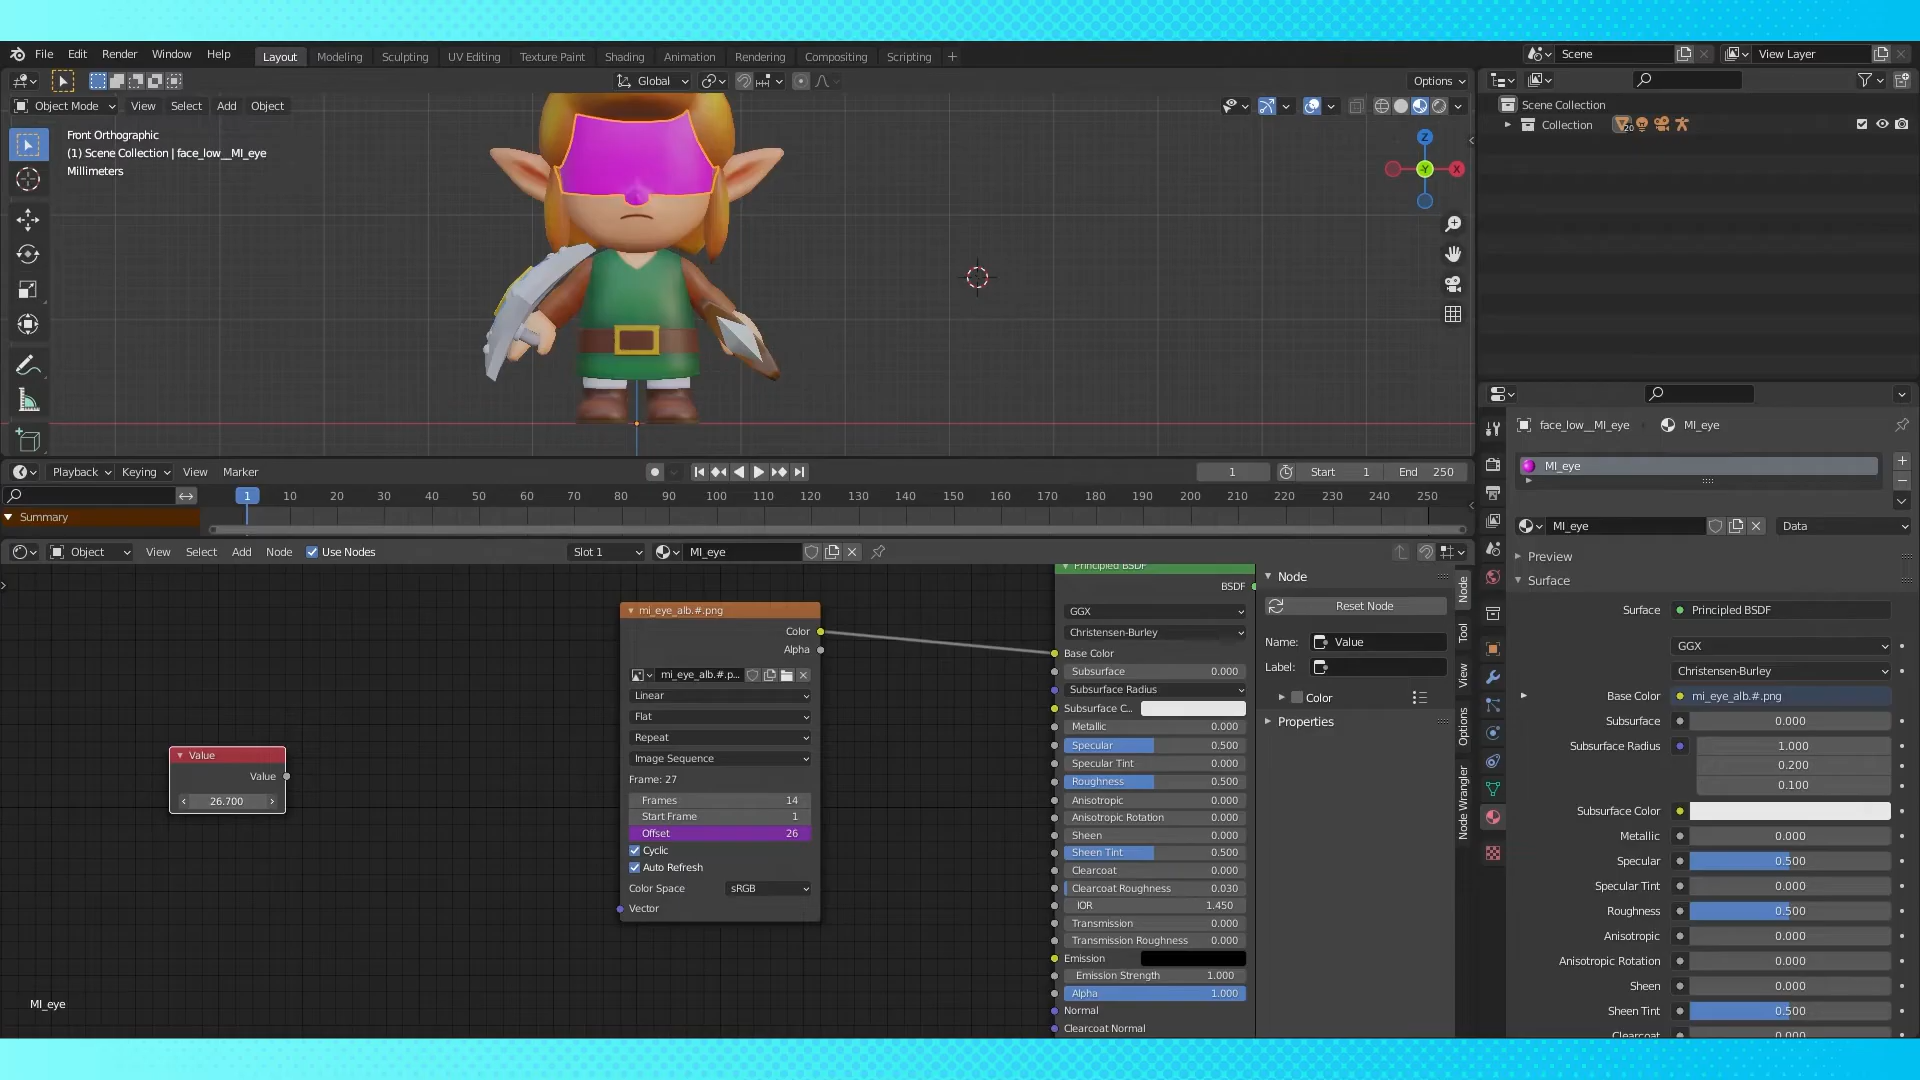 File Edit Render Window Help Layout Modeling Sculpting UV Editing Texture Paint Shading Animation Rendering Compositing Scripting + Scene View Layer
Global Options
Object Mode View Select Add Object
Front Orthographic
(1) Scene Collection | face_low__MI_eye
Millimeters
Z
Y
X
Scene Collection
Collection 20
Playback Keying View Marker 1 Start 1 End 250
1 10 20 30 40 50 60 70 80 90 100 110 120 130 140 150 160 170 180 190 200 210 220 230 240 250
Summary
Object View Select Add Node Use Nodes Slot 1 MI_eye
Value
Value
26.700
MI_eye
mi_eye_alb.#.png
Color
Alpha
mi_eye_alb.#.p...
Linear
Flat
Repeat
Image Sequence
Frame: 27
Frames 14
Start Frame 1
Offset 26
Cyclic
Auto Refresh
Color Space sRGB
Vector
Principled BSDF
BSDF
GGX
Christensen-Burley
Base Color
Subsurface 0.000
Subsurface Radius
Subsurface C...
Metallic 0.000
Specular 0.500
Specular Tint 0.000
Roughness 0.500
Anisotropic 0.000
Anisotropic Rotation 0.000
Sheen 0.000
Sheen Tint 0.500
Clearcoat 0.000
Clearcoat Roughness 0.030
IOR 1.450
Transmission 0.000
Transmission Roughness 0.000
Emission
Emission Strength 1.000
Alpha 1.000
Normal
Clearcoat Normal
Node
Reset Node
Name: Value
Label:
Color
Properties
Node
Tool
View
Options
Node Wrangler
face_low__MI_eye MI_eye
MI_eye
MI_eye Data
Preview
Surface
Surface Principled BSDF
GGX
Christensen-Burley
Base Color mi_eye_alb.#.png
Subsurface 0.000
Subsurface Radius 1.000
0.200
0.100
Subsurface Color
Metallic 0.000
Specular 0.500
Specular Tint 0.000
Roughness 0.500
Anisotropic 0.000
Anisotropic Rotation 0.000
Sheen 0.000
Sheen Tint 0.500
Clearcoat 0.000